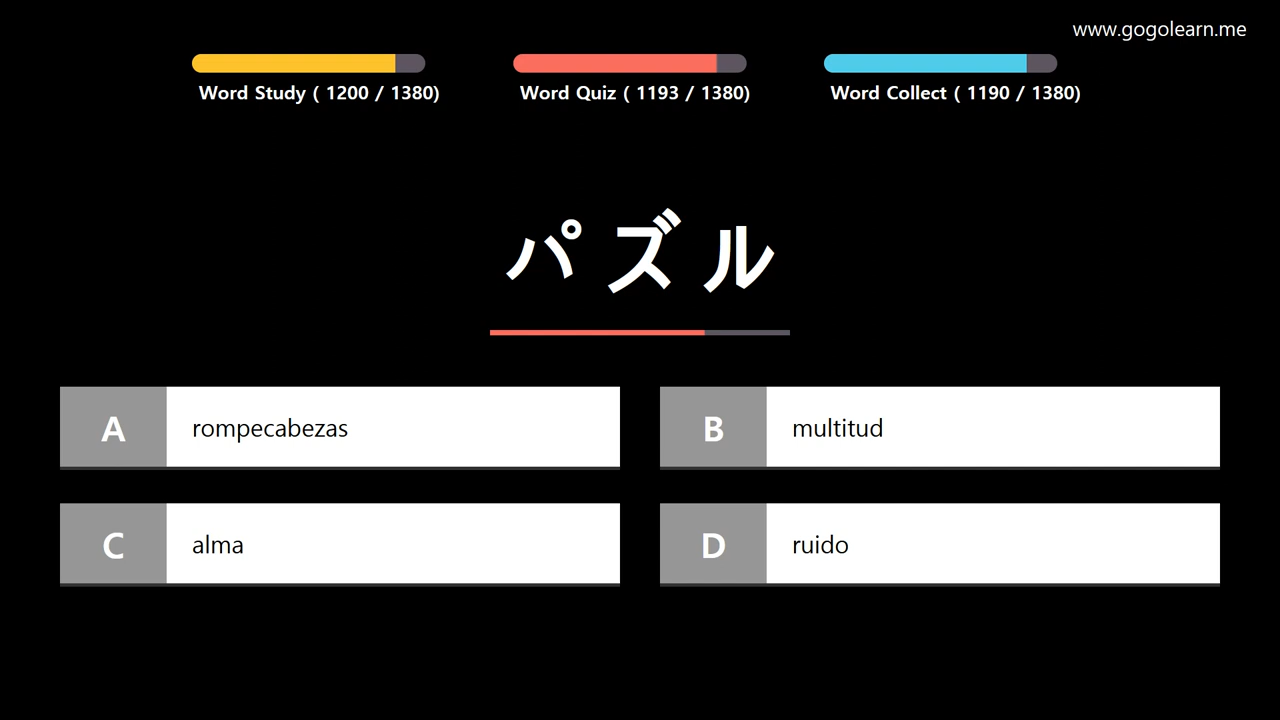 www.gogolearn.me
Word Study ( 1200 / 1380)
Word Quiz ( 1193 / 1380)
Word Collect ( 1190 / 1380)
パズル
A rompecabezas
B multitud
C alma
D ruido